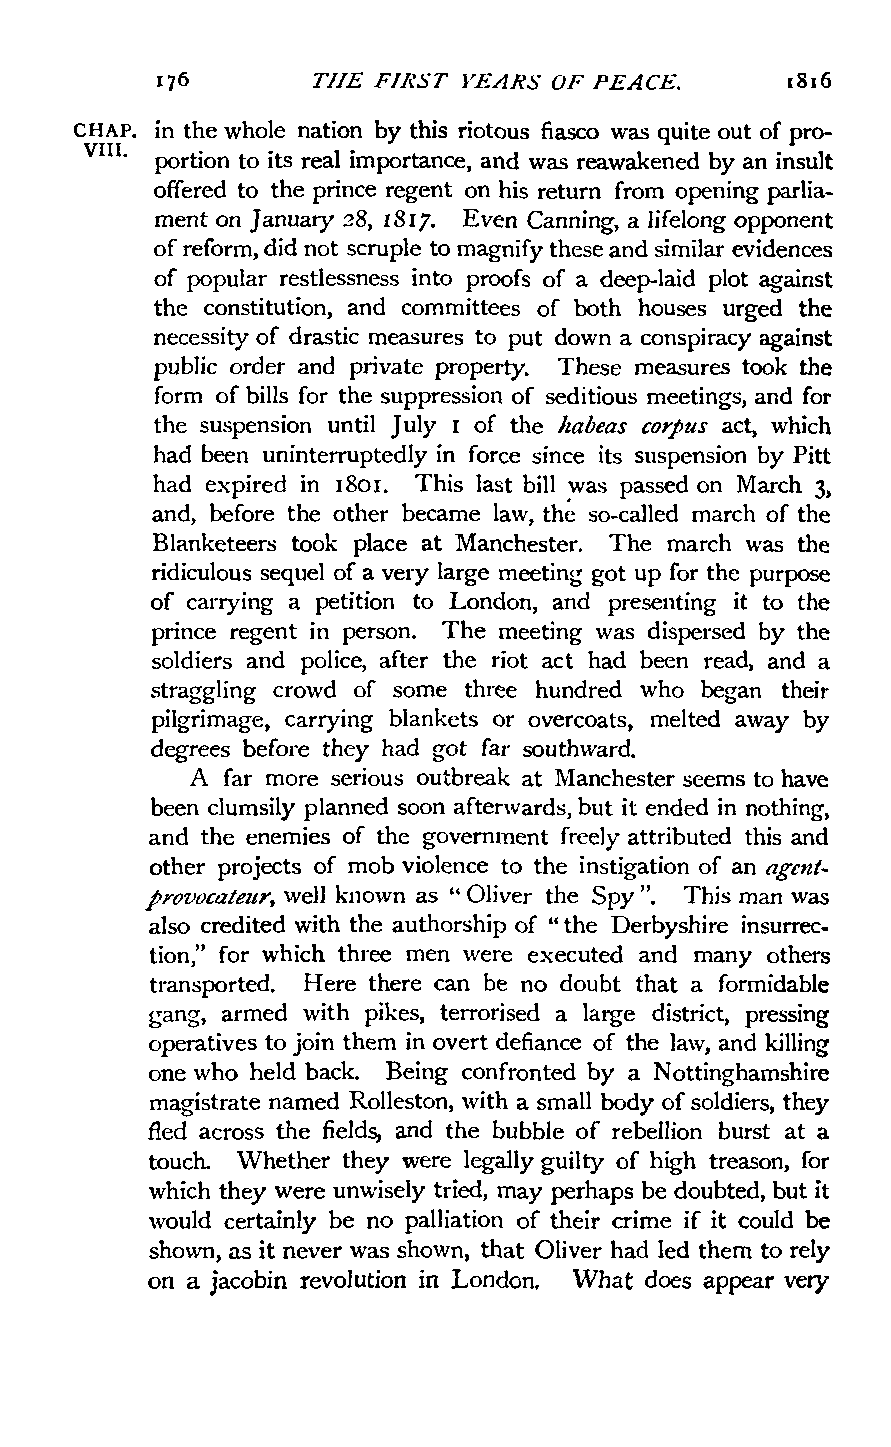 176 THE FIRST YEARS OF PEACE. 1816
CHAP. in the whole nation by this riotous fiasco was quite out of pro-
VIII. portion to its real importance, and was reawakened by an insult
offered to the prince regent on his return from opening parlia-
ment on January 28, 1817. Even Canning, a lifelong opponent
of reform, did not scruple to magnify these and similar evidences
of popular restlessness into proofs of a deep-laid plot against
the constitution, and committees of both houses urged the
necessity of drastic measures to put down a conspiracy against
public order and private property. These measures took the
form of bills for the suppression of seditious meetings, and for
the suspension until July 1 of the habeas corpus act, which
had been uninterruptedly in force since its suspension by Pitt
had expired in 1801. This last bill was passed on March 3,
and, before the other became law, the so-called march of the
Blanketeers took place at Manchester. The march was the
ridiculous sequel of a very large meeting got up for the purpose
of carrying a petition to London, and presenting it to the
prince regent in person. The meeting was dispersed by the
soldiers and police, after the riot act had been read, and a
straggling crowd of some three hundred who began their
pilgrimage, carrying blankets or overcoats, melted away by
degrees before they had got far southward.
A far more serious outbreak at Manchester seems to have
been clumsily planned soon afterwards, but it ended in nothing,
and the enemies of the government freely attributed this and
other projects of mob violence to the instigation of an agent-
provocateur, well known as "Oliver the Spy". This man was
also credited with the authorship of "the Derbyshire insurrec-
tion," for which three men were executed and many others
transported. Here there can be no doubt that a formidable
gang, armed with pikes, terrorised a large district, pressing
operatives to join them in overt defiance of the law, and killing
one who held back. Being confronted by a Nottinghamshire
magistrate named Rolleston, with a small body of soldiers, they
fled across the fields, and the bubble of rebellion burst at a
touch. Whether they were legally guilty of high treason, for
which they were unwisely tried, may perhaps be doubted, but it
would certainly be no palliation of their crime if it could be
shown, as it never was shown, that Oliver had led them to rely
on a jacobin revolution in London. What does appear very